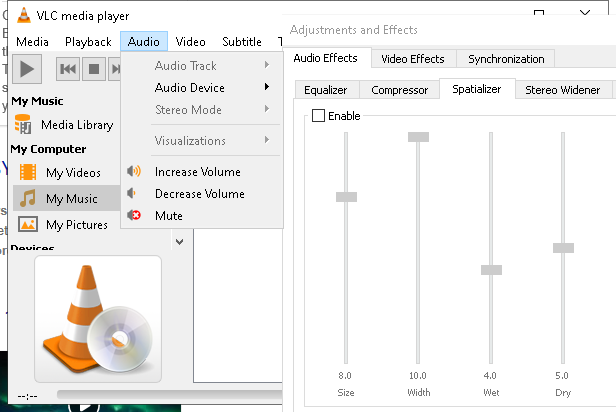 VLC media player
Media Playback Audio Video Subtitle T
Audio Track
Audio Device
Stereo Mode
Visualizations
Increase Volume
Decrease Volume
Mute
My Music
Media Library
My Computer
My Videos
My Music
My Pictures
Devices
--:--
Adjustments and Effects
Audio Effects Video Effects Synchronization
Equalizer Compressor Spatializer Stereo Widener
Enable
8.0 10.0 4.0 5.0
Size Width Wet Dry